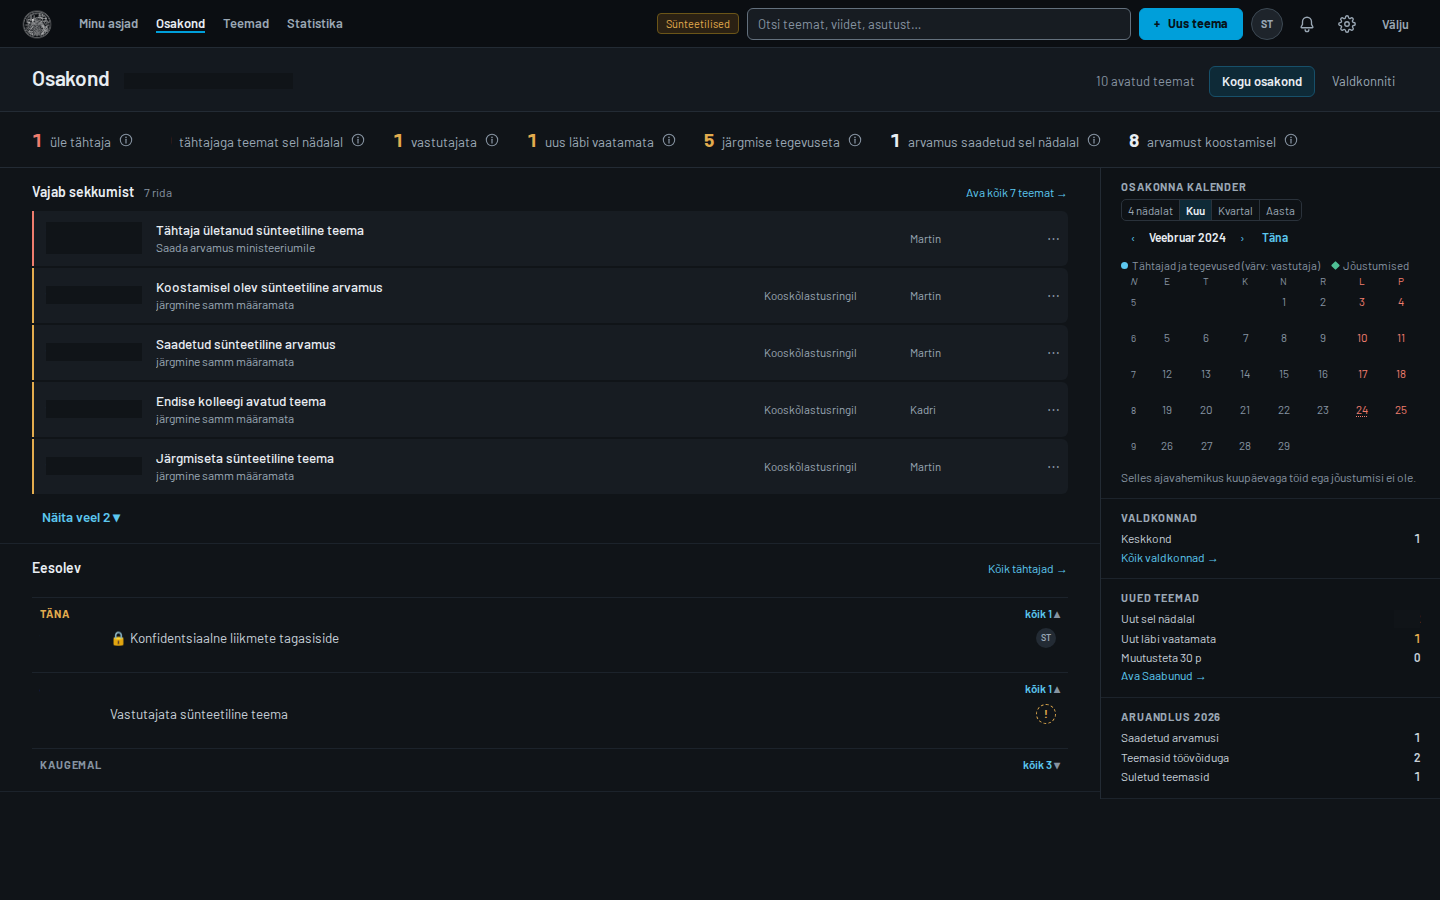 Minu asjad Osakond Teemad Statistika Sünteetilised Otsi teemat, viidet, asutust... + Uus teema ST Välju
Osakond 10 avatud teemat Kogu osakond Valdkonniti
1 üle tähtaja tähtajaga teemat sel nädalal 1 vastutajata 1 uus läbi vaatamata 5 järgmise tegevuseta 1 arvamus saadetud sel nädalal 8 arvamust koostamisel
Vajab sekkumist 7 rida Ava kõik 7 teemat →
Tähtaja ületanud sünteetiline teema
Saada arvamus ministeeriumile
Martin ...
Koostamisel olev sünteetiline arvamus
järgmine samm määramata
Kooskõlastusringil Martin ...
Saadetud sünteetiline arvamus
järgmine samm määramata
Kooskõlastusringil Martin ...
Endise kolleegi avatud teema
järgmine samm määramata
Kooskõlastusringil Kadri ...
Järgmiseta sünteetiline teema
järgmine samm määramata
Kooskõlastusringil Martin ...
Näita veel 2 ▼
Eesolev Kõik tähtajad →
TÄNA kõik 1 ▲
🔒 Konfidentsiaalne liikmete tagasiside ST
kõik 1 ▲
Vastutajata sünteetiline teema !
KAUGEMAL kõik 3 ▼
OSAKONNA KALENDER
4 nädalat Kuu Kvartal Aasta
‹ Veebruar 2024 › Täna
Tähtajad ja tegevused (värv: vastutaja) Jõustumised
N E T K N R L P
5 1 2 3 4
6 5 6 7 8 9 10 11
7 12 13 14 15 16 17 18
8 19 20 21 22 23 24 25
9 26 27 28 29
Selles ajavahemikus kuupäevaga töid ega jõustumisi ei ole.
VALDKONNAD
Keskkond 1
Kõik valdkonnad →
UUED TEEMAD
Uut sel nädalal
Uut läbi vaatamata 1
Muutusteta 30 p 0
Ava Saabunud →
ARUANDLUS 2026
Saadetud arvamusi 1
Teemasid töövõiduga 2
Suletud teemasid 1